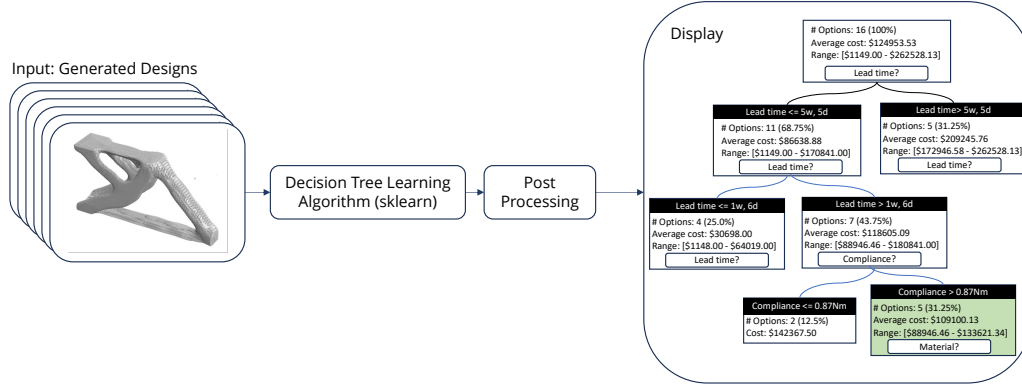 Input: Generated Designs
Decision Tree Learning
Algorithm (sklearn)
Post
Processing
Display
# Options: 16 (100%)
Average cost: $124953.53
Range: [$1149.00 - $262528.13]
Lead time?
Lead time <= 5w, 5d
# Options: 11 (68.75%)
Average cost: $86638.88
Range: [$1149.00 - $170841.00]
Lead time?
Lead time> 5w, 5d
# Options: 5 (31.25%)
Average cost: $209245.76
Range: [$172946.58 - $262528.13]
Lead time <= 1w, 6d
# Options: 4 (25.0%)
Average cost: $30698.00
Range: [$1148.00 - $64019.00]
Lead time?
Lead time > 1w, 6d
# Options: 7 (43.75%)
Average cost: $118605.09
Range: [$88946.46 - $180841.00]
Compliance?
Compliance <= 0.87Nm
# Options: 2 (12.5%)
Cost: $142367.50
Compliance > 0.87Nm
# Options: 5 (31.25%)
Average cost: $109100.13
Range: [$88946.46 - $133621.34]
Material?